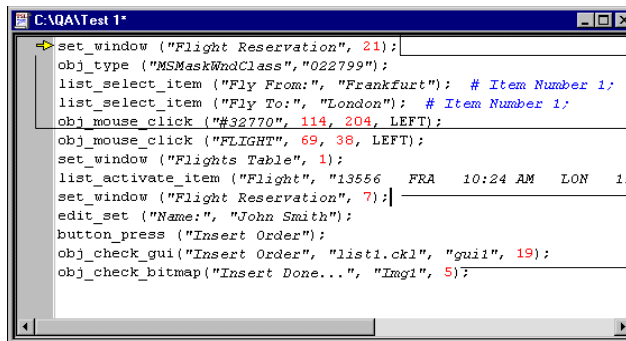 C:\QA\Test 1*
set_window ("Flight Reservation", 21);
obj_type ("MSMaskWndClass","022799");
list_select_item ("Fly From:", "Frankfurt"); # Item Number 1;
list_select_item ("Fly To:", "London"); # Item Number 1;
obj_mouse_click ("#32770", 114, 204, LEFT);
obj_mouse_click ("FLIGHT", 69, 38, LEFT);
set_window ("Flights Table", 1);
list_activate_item ("Flight", "13556 FRA 10:24 AM LON
set_window ("Flight Reservation", 7);
edit_set ("Name:", "John Smith");
button_press ("Insert Order");
obj_check_gui("Insert Order", "list1.ckl", "gui1", 19);
obj_check_bitmap("Insert Done...", "Img1", 5);